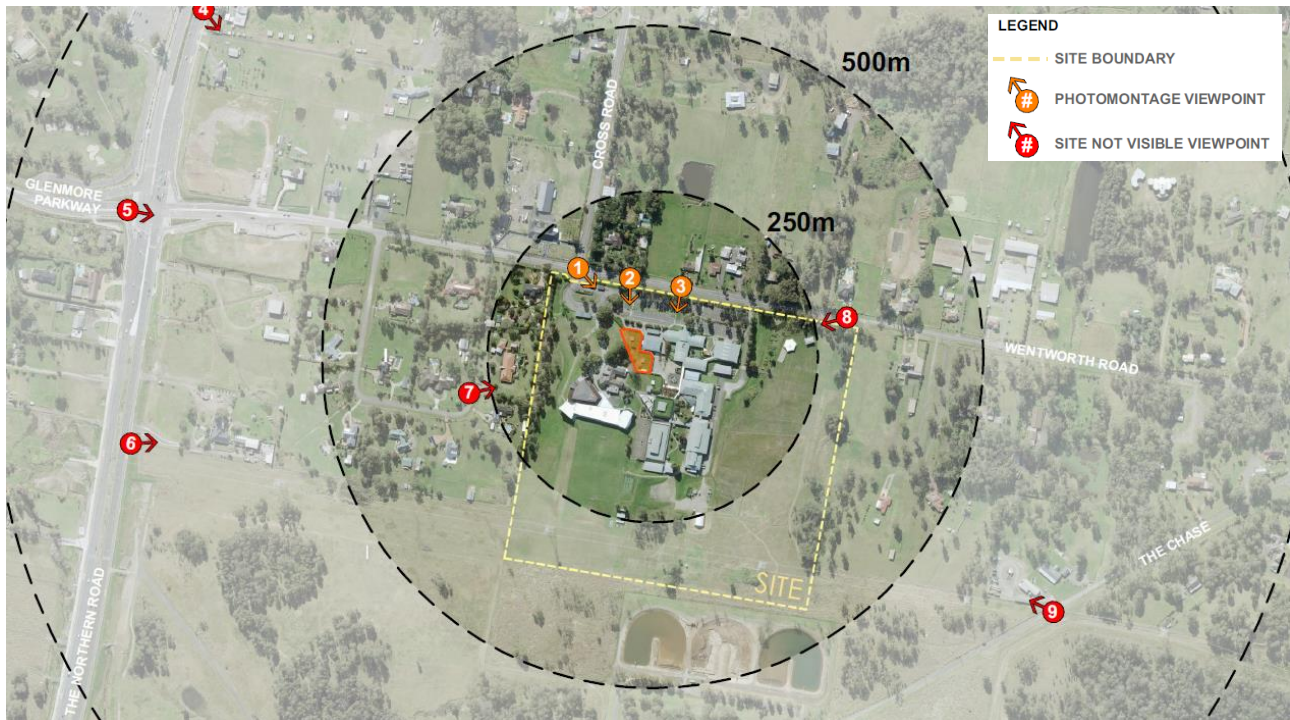 LEGEND
SITE BOUNDARY
# PHOTOMONTAGE VIEWPOINT
# SITE NOT VISIBLE VIEWPOINT
4
500m
CROSS ROAD
GLENMORE
PARKWAY
5
250m
1
2
3
8
WENTWORTH ROAD
7
6
THE CHASE
SITE
9
THE NORTHERN ROAD